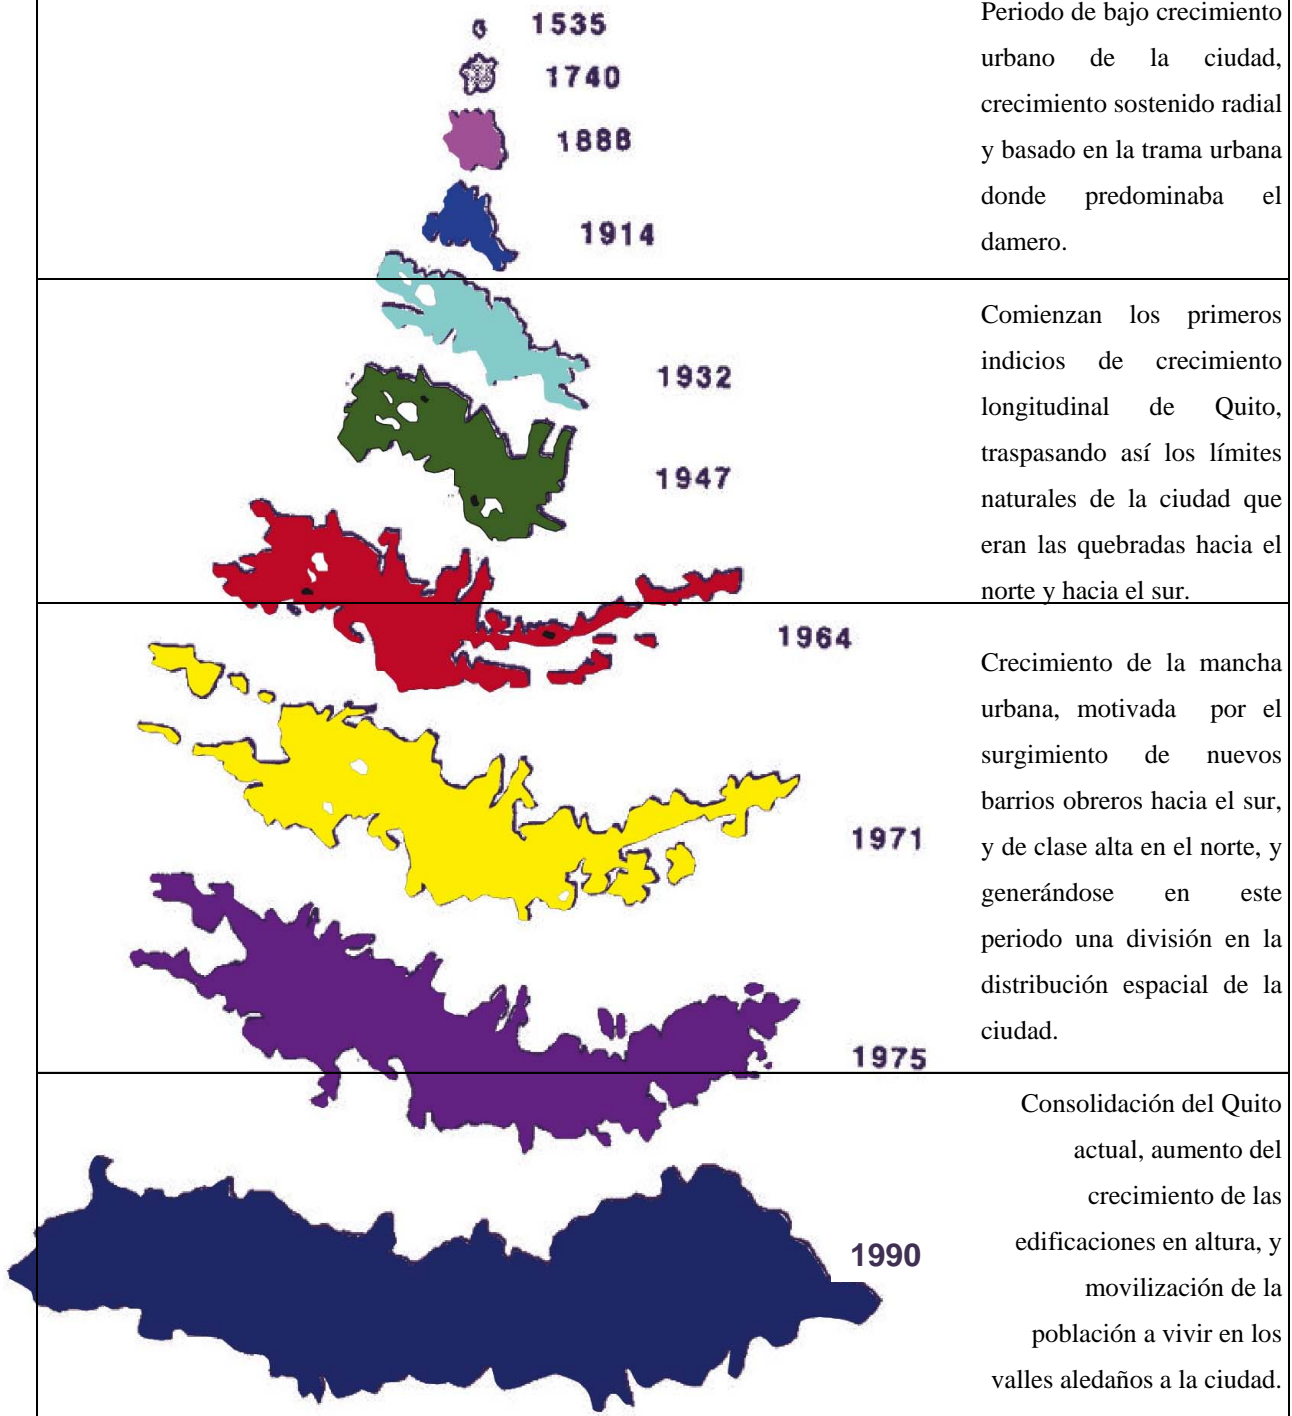 1535
1740
1888
1914
Periodo de bajo crecimiento
urbano de la ciudad,
crecimiento sostenido radial
y basado en la trama urbana
donde predominaba el
damero.
1932
1947
Comienzan los primeros
indicios de crecimiento
longitudinal de Quito,
traspasando así los límites
naturales de la ciudad que
eran las quebradas hacia el
norte y hacia el sur.
1964
1971
1975
Crecimiento de la mancha
urbana, motivada por el
surgimiento de nuevos
barrios obreros hacia el sur,
y de clase alta en el norte, y
generándose en este
periodo una división en la
distribución espacial de la
ciudad.
1990
Consolidación del Quito
actual, aumento del
crecimiento de las
edificaciones en altura, y
movilización de la
población a vivir en los
valles aledaños a la ciudad.